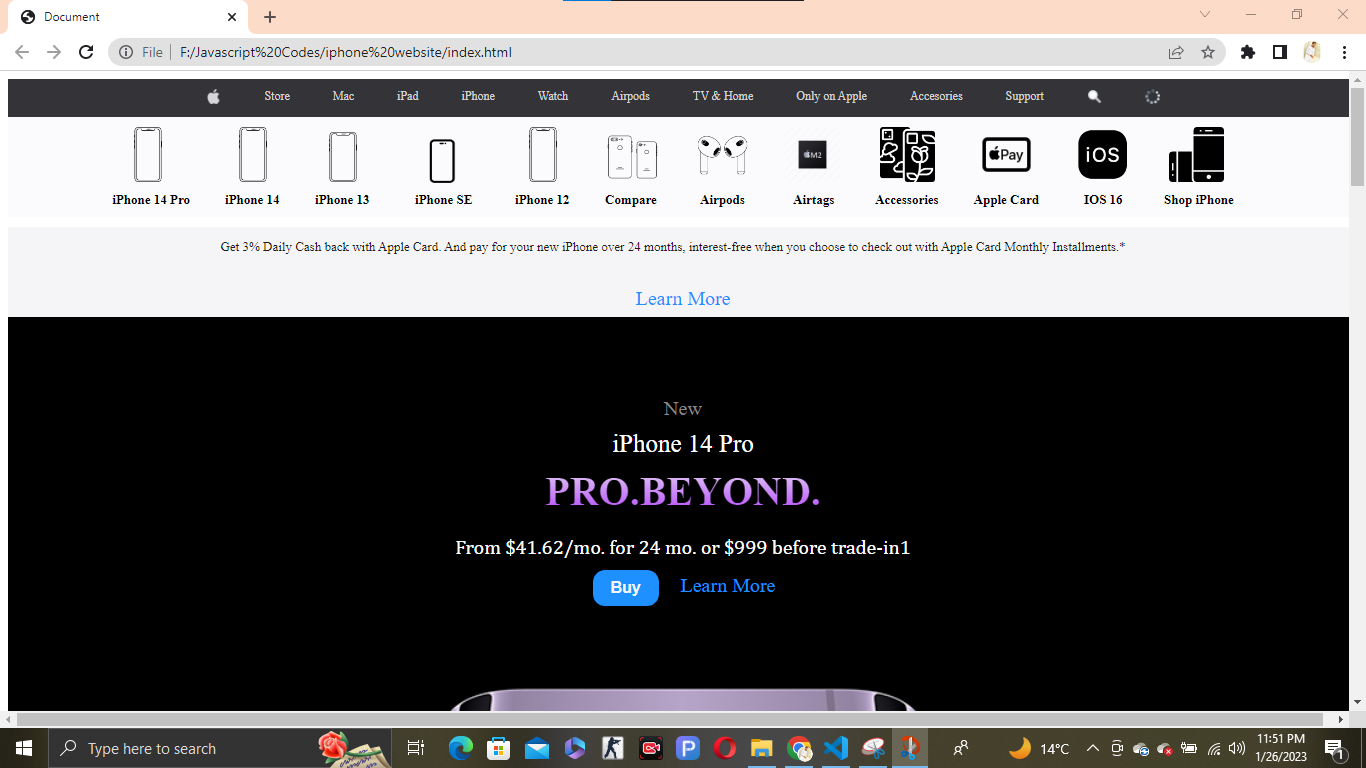 Document
File F:/Javascript%20Codes/iphone%20website/index.html
Store Mac iPad iPhone Watch Airpods TV & Home Only on Apple Accesories Support
M2 Pay iOS
iPhone 14 Pro iPhone 14 iPhone 13 iPhone SE iPhone 12 Compare Airpods Airtags Accessories Apple Card IOS 16 Shop iPhone
Get 3% Daily Cash back with Apple Card. And pay for your new iPhone over 24 months, interest-free when you choose to check out with Apple Card Monthly Installments.*
Learn More
New
iPhone 14 Pro
PRO.BEYOND.
From $41.62/mo. for 24 mo. or $999 before trade-in1
Buy Learn More
Type here to search 14°C 11:51 PM
1/26/2023 1